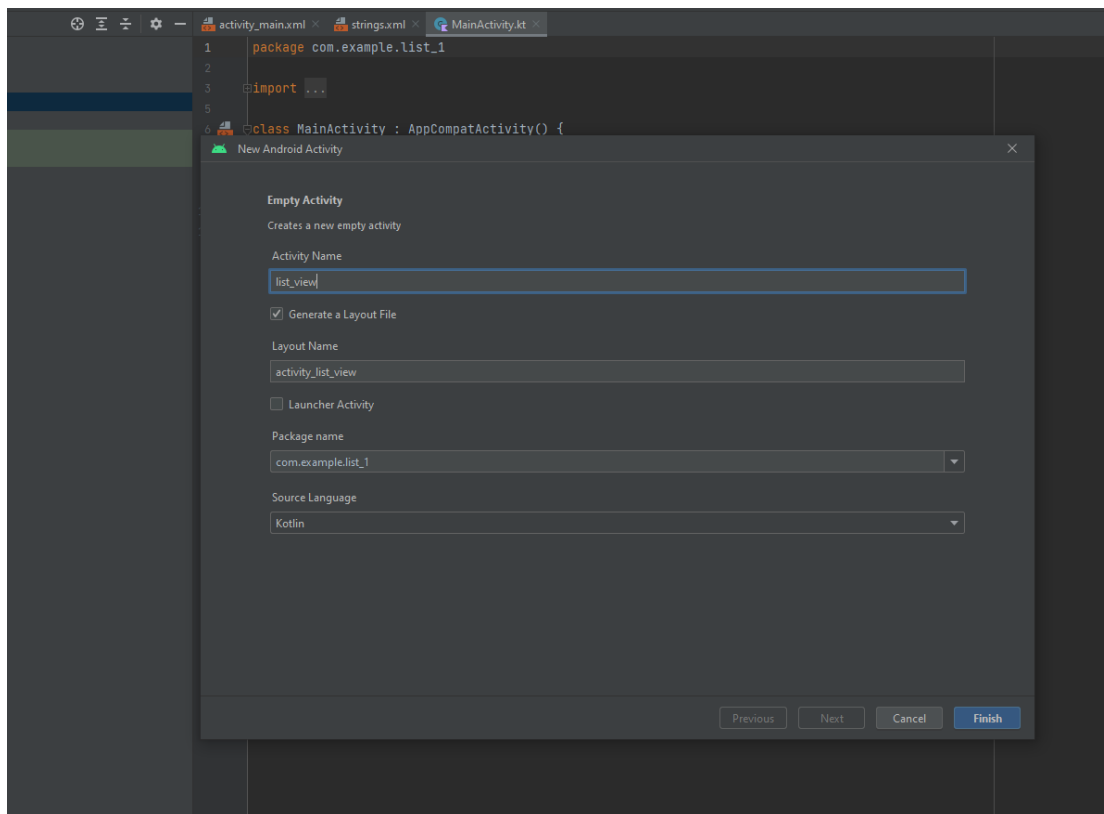 activity_main.xml strings.xml MainActivity.kt
1 package com.example.list_1
2
3 import ...
5
6 class MainActivity : AppCompatActivity() {
New Android Activity
Empty Activity
Creates a new empty activity
Activity Name
list_view
Generate a Layout File
Layout Name
activity_list_view
Launcher Activity
Package name
com.example.list_1
Source Language
Kotlin
Previous Next Cancel Finish